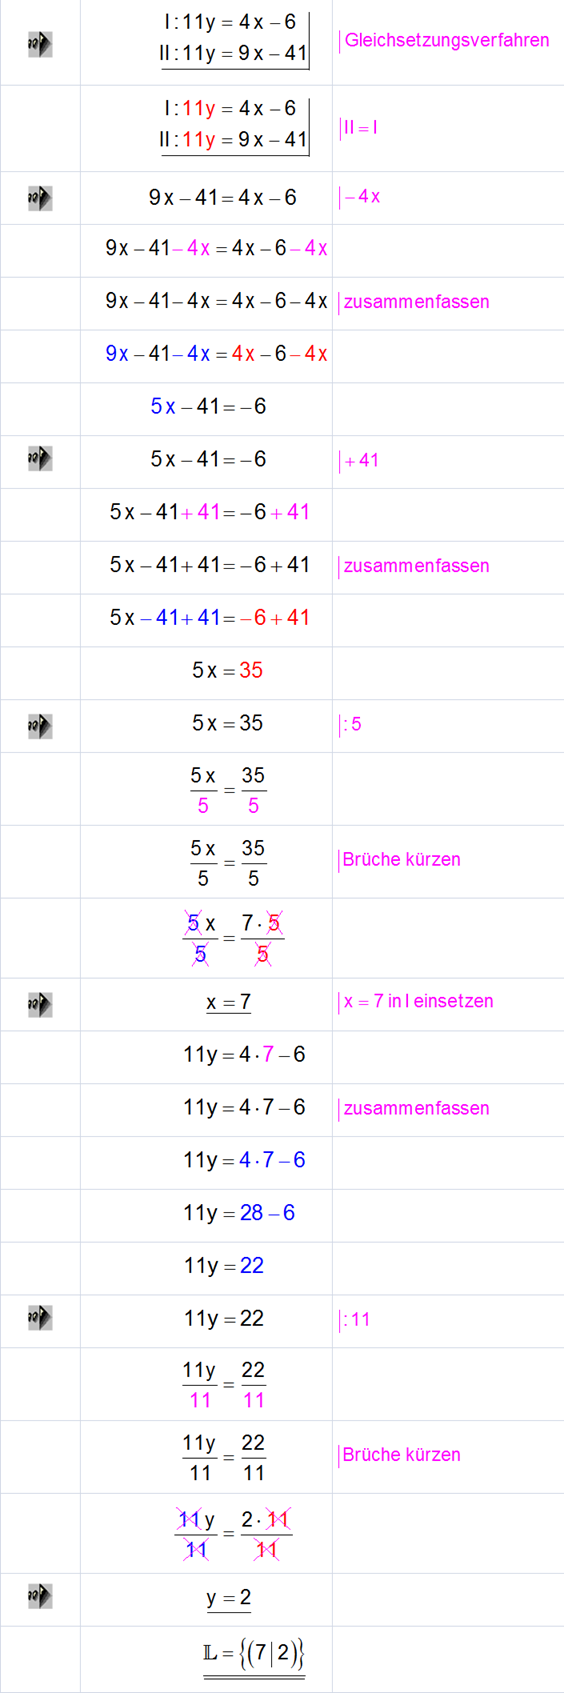 I: 11y = 4x − 6
II: 11y = 9x − 41 | Gleichsetzungsverfahren
I: 11y = 4x − 6
II: 11y = 9x − 41 | II = I
9x − 41 = 4x − 6 | − 4x
9x − 41 − 4x = 4x − 6 − 4x
9x − 41 − 4x = 4x − 6 − 4x | zusammenfassen
9x − 41 − 4x = 4x − 6 − 4x
5x − 41 = −6
5x − 41 = −6 | + 41
5x − 41 + 41 = −6 + 41
5x − 41 + 41 = −6 + 41 | zusammenfassen
5x − 41 + 41 = −6 + 41
5x = 35
5x = 35 | : 5
5x/5 = 35/5
5x/5 = 35/5 | Brüche kürzen
5x/5 = 7·5/5
x = 7 | x = 7 in I einsetzen
11y = 4·7 − 6
11y = 4·7 − 6 | zusammenfassen
11y = 4·7 − 6
11y = 28 − 6
11y = 22
11y = 22 | : 11
11y/11 = 22/11
11y/11 = 22/11 | Brüche kürzen
11y/11 = 2·11/11
y = 2
𝕃 = {(7|2)}